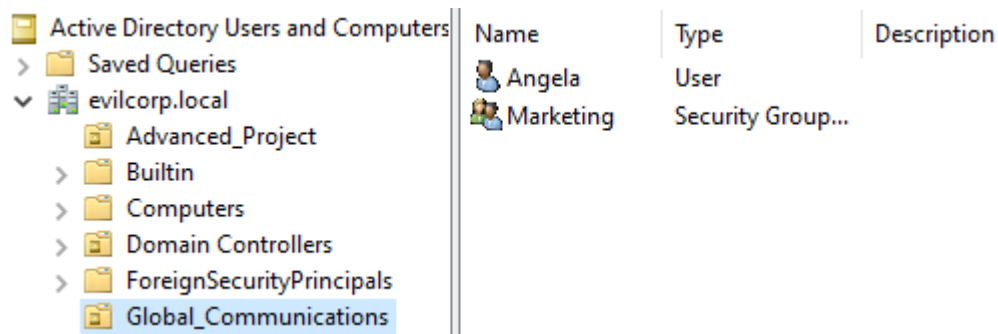 Active Directory Users and Computers
Saved Queries
evilcorp.local
Advanced_Project
Builtin
Computers
Domain Controllers
ForeignSecurityPrincipals
Global_Communications
Name Type Description
Angela User
Marketing Security Group...